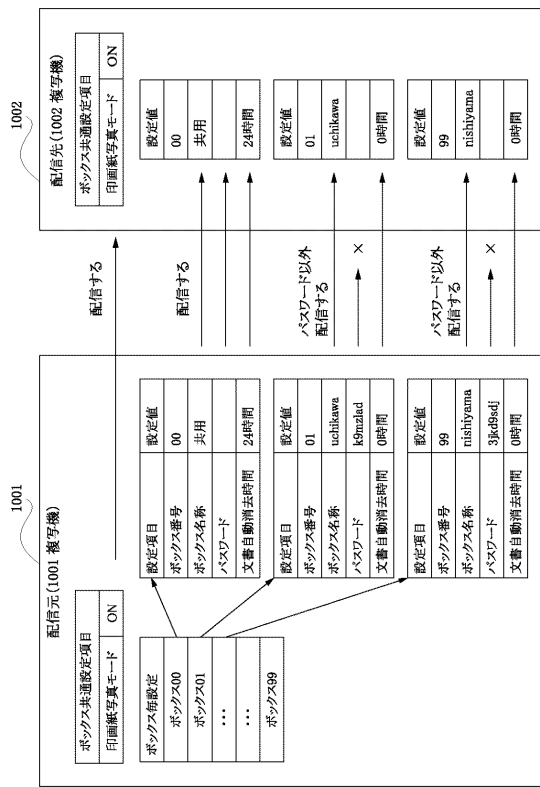 1001
配信元(1001 複写機)
ボックス共通設定項目
印画紙写真モード ON
ボックス毎設定
ボックス00
ボックス01
・・・
・・・
ボックス99
設定項目 設定値
ボックス番号 00
ボックス名称 共用
パスワード
文書自動消去時間 24時間
設定項目 設定値
ボックス番号 01
ボックス名称 uchikawa
パスワード k9mzlad
文書自動消去時間 0時間
設定項目 設定値
ボックス番号 99
ボックス名称 nishiyama
パスワード 3jkd9sdj
文書自動消去時間 0時間
配信する
配信する
パスワード以外
配信する
×
パスワード以外
配信する
×
1002
配信先(1002 複写機)
ボックス共通設定項目
印画紙写真モード ON
設定値
00
共用
24時間
設定値
01
uchikawa
0時間
設定値
99
nishiyama
0時間